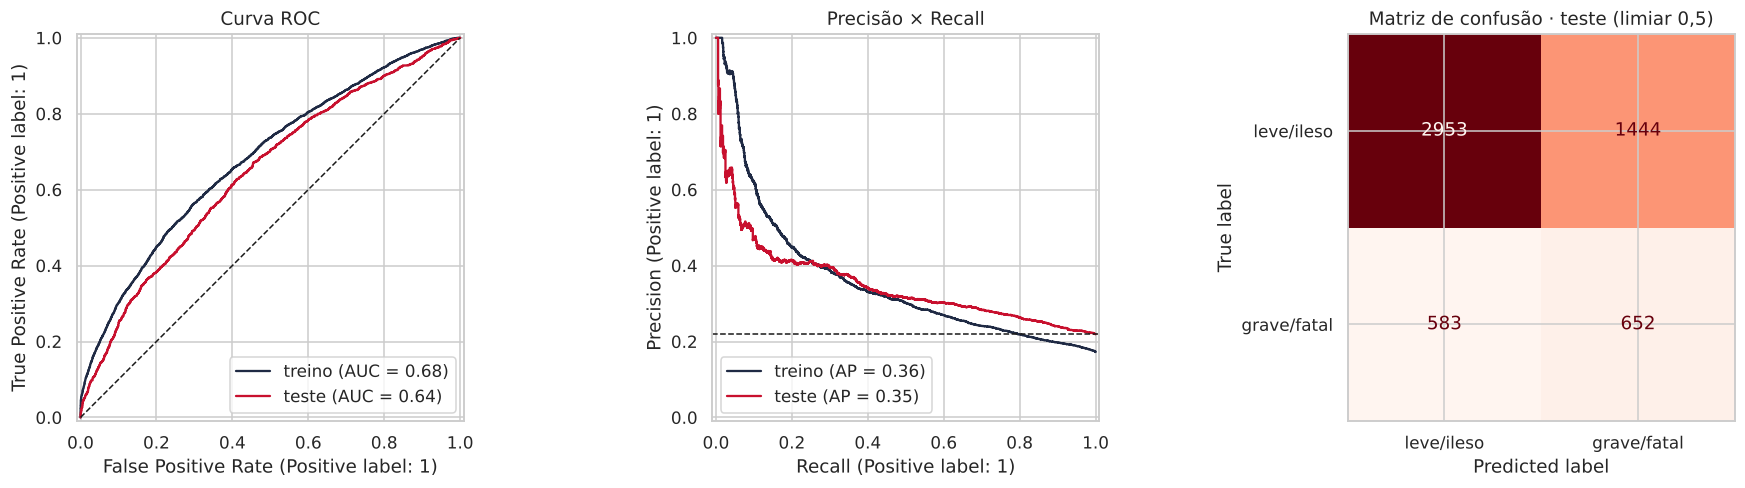 Curva ROC
1.0
0.8
0.6
0.4
0.2
0.0
True Positive Rate (Positive label: 1)
treino (AUC = 0.68)
teste (AUC = 0.64)
0.0 0.2 0.4 0.6 0.8 1.0
False Positive Rate (Positive label: 1)
Precisão × Recall
1.0
0.8
0.6
0.4
0.2
0.0
Precision (Positive label: 1)
treino (AP = 0.36)
teste (AP = 0.35)
0.0 0.2 0.4 0.6 0.8 1.0
Recall (Positive label: 1)
Matriz de confusão · teste (limiar 0,5)
True label
leve/ileso 2953 1444
grave/fatal 583 652
leve/ileso grave/fatal
Predicted label